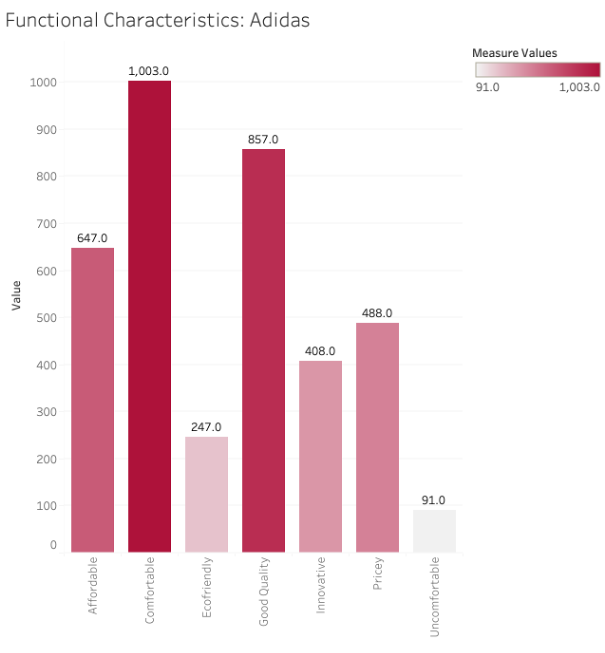 Functional Characteristics: Adidas
Measure Values
91.0 1,003.0
Value
1000
900
800
700
600
500
400
300
200
100
0
647.0
1,003.0
247.0
857.0
408.0
488.0
91.0
Affordable
Comfortable
Ecofriendly
Good Quality
Innovative
Pricey
Uncomfortable